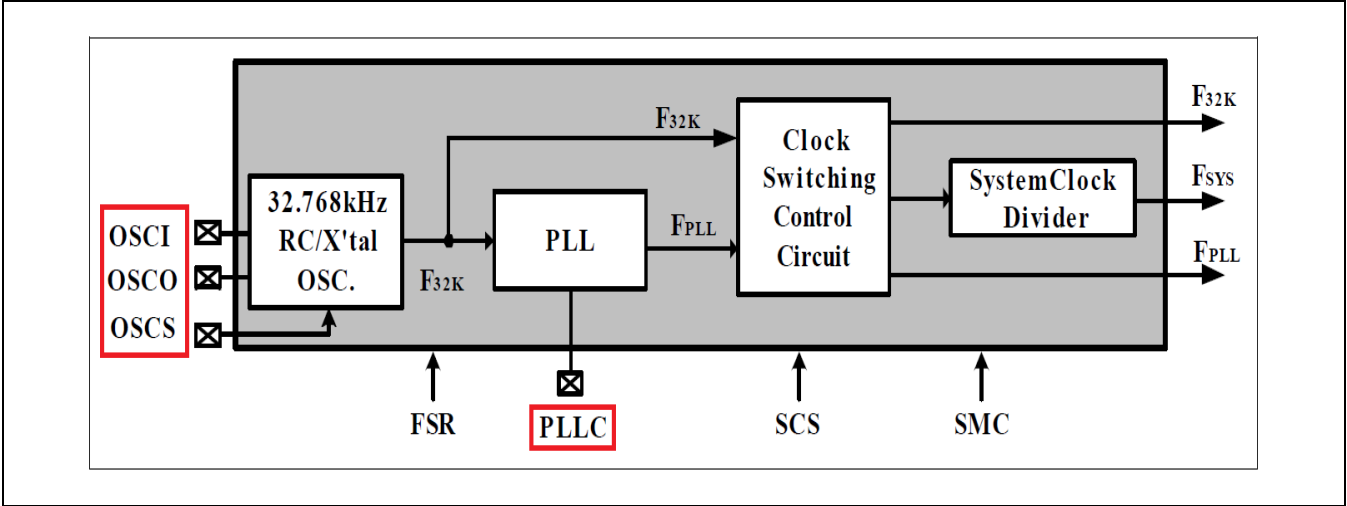 OSCI
OSCO
OSCS
32.768kHz
RC/X'tal
OSC.
F32K
F32K
PLL
FPLL
PLLC
Clock
Switching
Control
Circuit
SystemClock
Divider
F32K
FSYS
FPLL
FSR
SCS
SMC